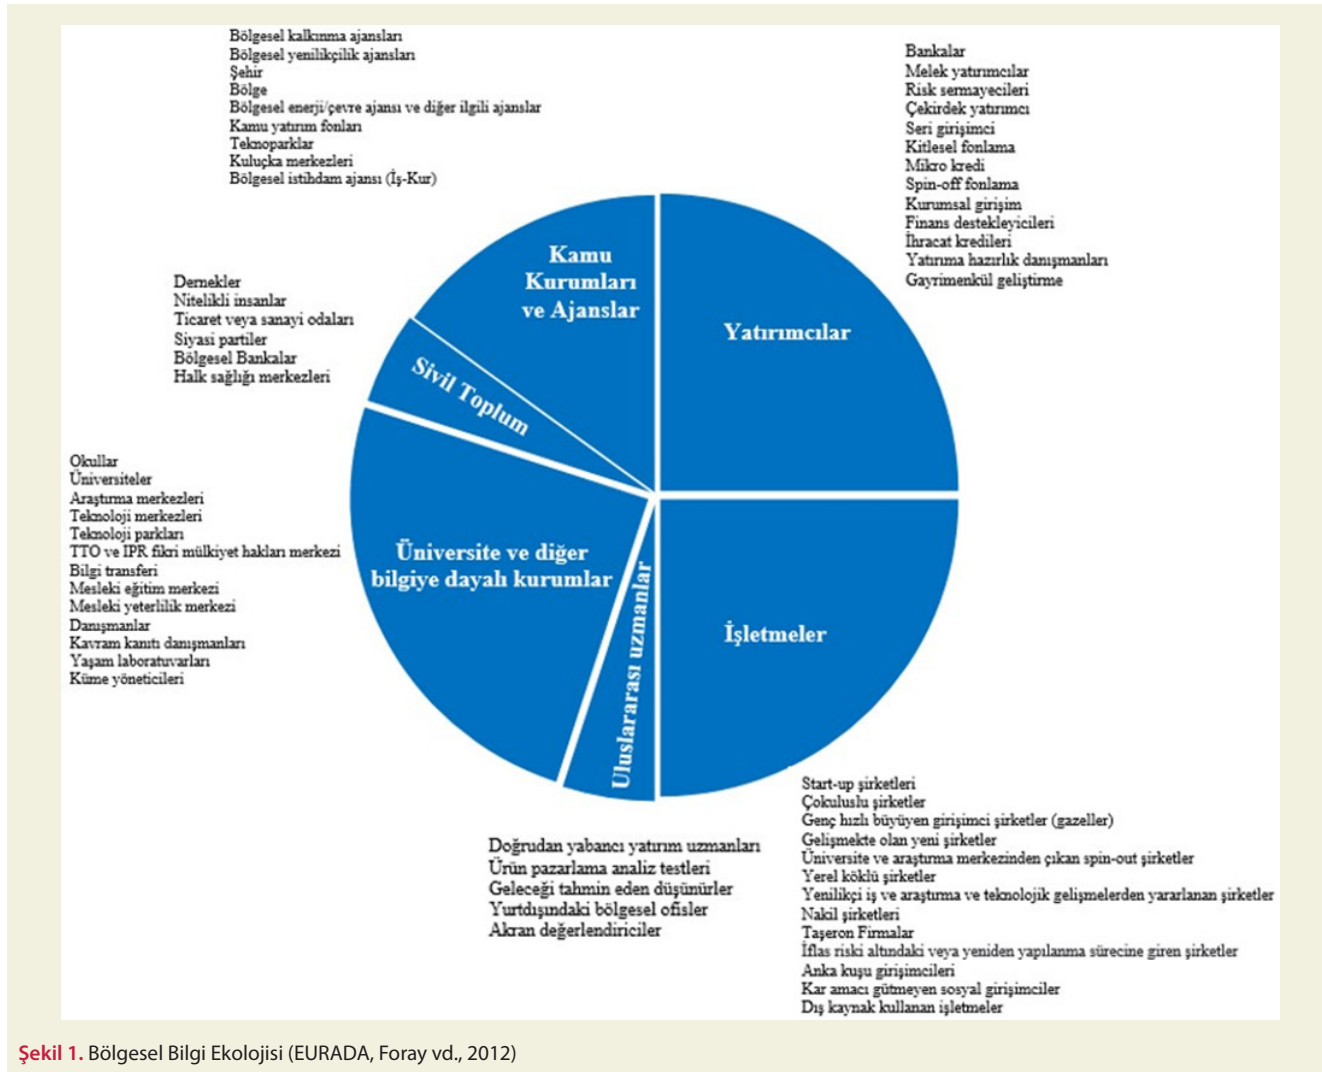 Bölgesel kalkınma ajansları
Bölgesel yenilikçilik ajansları
Şehir
Bölge
Bölgesel enerji/çevre ajansı ve diğer ilgili ajanslar
Kamu yatırım fonları
Teknoparklar
Kuluçka merkezleri
Bölgesel istihdam ajansı (İş-Kur)
Bankalar
Melek yatırımcılar
Risk sermayecileri
Çekirdek yatırımcı
Seri girişimci
Kitlesel fonlama
Mikro kredi
Spin-off fonlama
Kurumsal girişim
Finans destekleyicileri
İhracat kredileri
Yatırıma hazırlık danışmanları
Gayrimenkül geliştirme
Kamu
Kurumları
ve Ajanslar
Yatırımcılar
Dernekler
Nitelikli insanlar
Ticaret veya sanayi odaları
Siyasi partiler
Bölgesel Bankalar
Halk sağlığı merkezleri
Sivil Toplum
Okullar
Üniversiteler
Araştırma merkezleri
Teknoloji merkezleri
Teknoloji parkları
TTO ve IPR fikri mülkiyet hakları merkezi
Bilgi transferi
Mesleki eğitim merkezi
Mesleki yeterlilik merkezi
Danışmanlar
Kavram kanıtı danışmanları
Yaşam laboratuvarları
Küme yöneticileri
Üniversite ve diğer
bilgiye dayalı kurumlar
Uluslararası uzmanlar
İşletmeler
Doğrudan yabancı yatırım uzmanları
Ürün pazarlama analiz testleri
Geleceği tahmin eden düşünürler
Yurtdışındaki bölgesel ofisler
Akran değerlendiriciler
Start-up şirketleri
Çokuluslu şirketler
Genç hızlı büyüyen girişimci şirketler (gazeller)
Gelişmekte olan yeni şirketler
Üniversite ve araştırma merkezinden çıkan spin-out şirketler
Yerel köklü şirketler
Yenilikçi iş ve araştırma ve teknolojik gelişmelerden yararlanan şirketler
Nakil şirketleri
Taşeron Firmalar
İflas riski altındaki veya yeniden yapılanma sürecine giren şirketler
Anka kuşu girişimcileri
Kar amacı gütmeyen sosyal girişimciler
Dış kaynak kullanan işletmeler
Şekil 1. Bölgesel Bilgi Ekolojisi (EURADA, Foray vd., 2012)